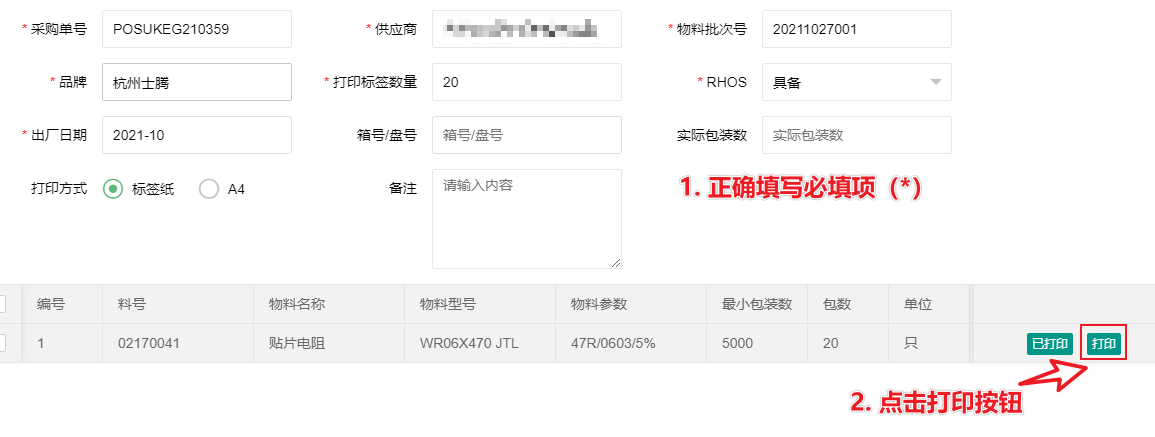 * 采购单号 POSUKEG210359 * 供应商 * 物料批次号 20211027001
* 品牌 杭州士腾 * 打印标签数量 20 * RHOS 具备
* 出厂日期 2021-10 箱号/盘号 箱号/盘号 实际包装数 实际包装数
打印方式 标签纸 A4 备注 请输入内容
1. 正确填写必填项（*）
编号 料号 物料名称 物料型号 物料参数 最小包装数 包数 单位
1 02170041 贴片电阻 WR06X470 JTL 47R/0603/5% 5000 20 只 已打印 打印
2. 点击打印按钮